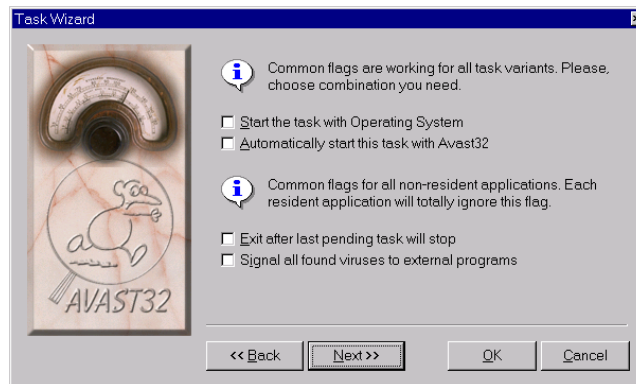 Task Wizard
Common flags are working for all task variants. Please,
choose combination you need.
Start the task with Operating System
Automatically start this task with Avast32
Common flags for all non-resident applications. Each
resident application will totally ignore this flag.
Exit after last pending task will stop
Signal all found viruses to external programs
AVAST32
<< Back
Next >>
OK
Cancel